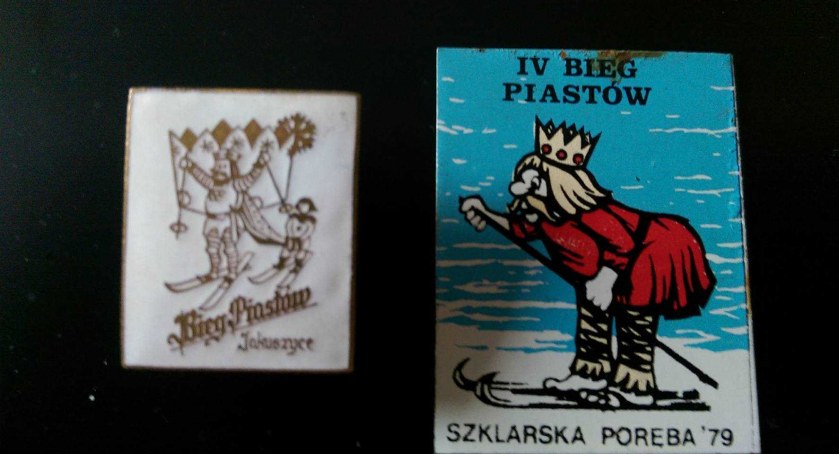 Bieg Piastów
Jakuszyce
IV BIEG
PIASTÓW
SZKLARSKA PORĘBA '79